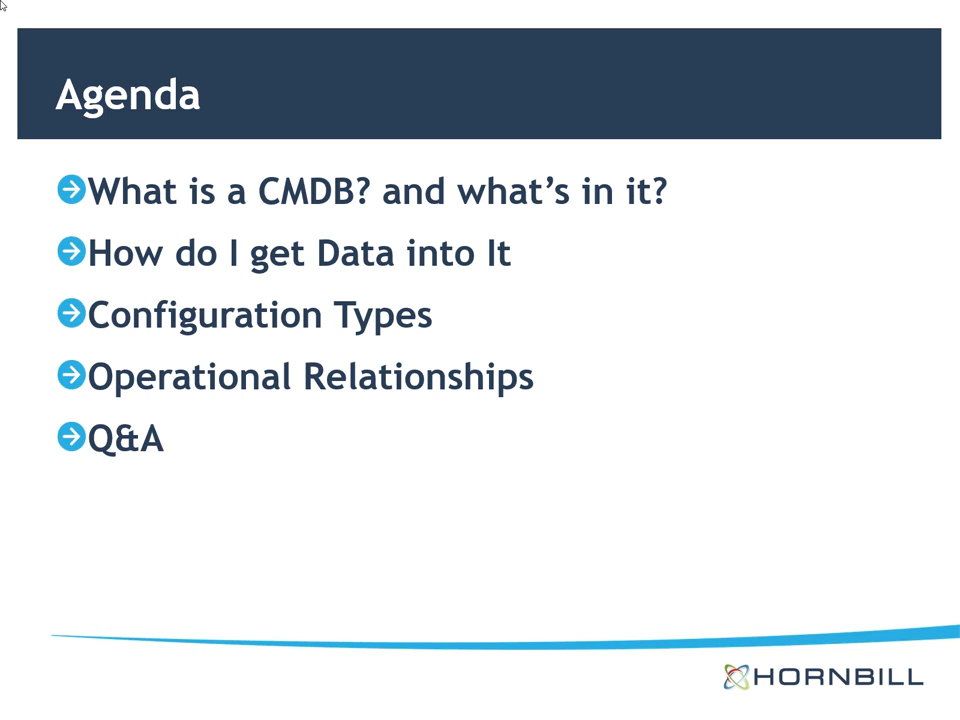 Agenda
What is a CMDB? and what’s in it?
How do I get Data into It
Configuration Types
Operational Relationships
Q&A
HORNBILL